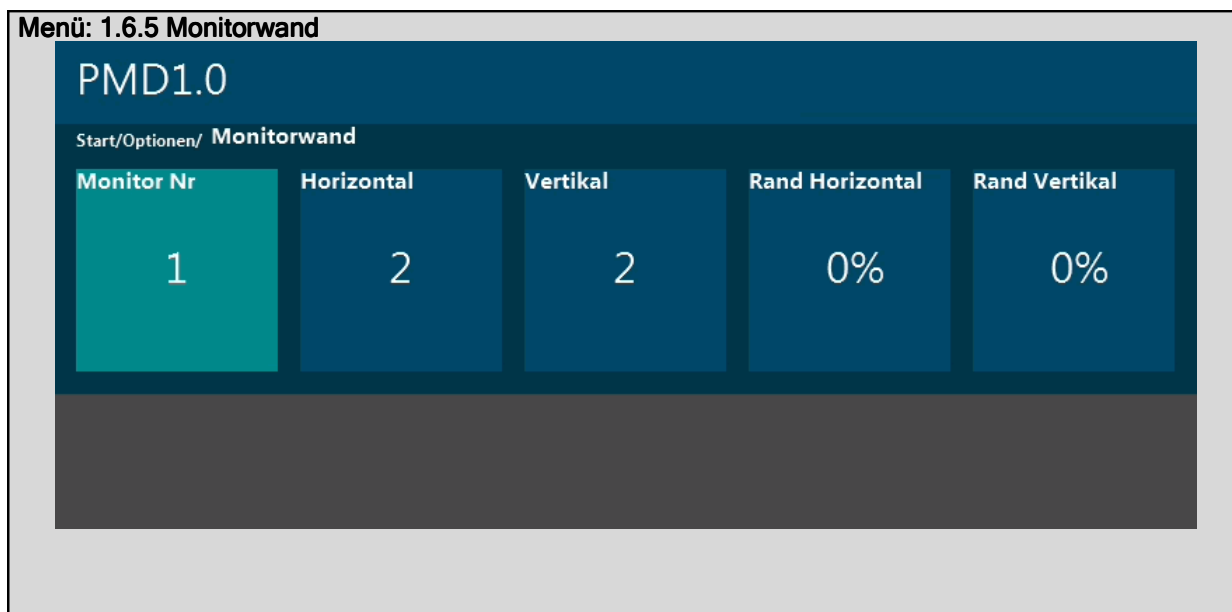 Menü: 1.6.5 Monitorwand
PMD1.0
Start/Optionen/ Monitorwand
Monitor Nr Horizontal Vertikal Rand Horizontal Rand Vertikal
1 2 2 0% 0%